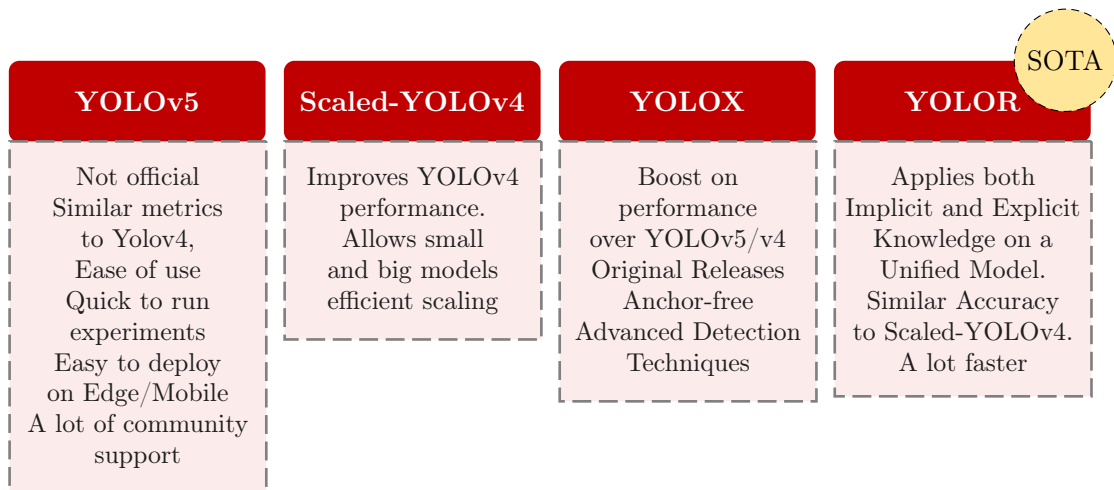 SOTA
YOLOv5
Not official
Similar metrics
to Yolov4,
Ease of use
Quick to run
experiments
Easy to deploy
on Edge/Mobile
A lot of community
support
Scaled-YOLOv4
Improves YOLOv4
performance.
Allows small
and big models
efficient scaling
YOLOX
Boost on
performance
over YOLOv5/v4
Original Releases
Anchor-free
Advanced Detection
Techniques
YOLOR
Applies both
Implicit and Explicit
Knowledge on a
Unified Model.
Similar Accuracy
to Scaled-YOLOv4.
A lot faster